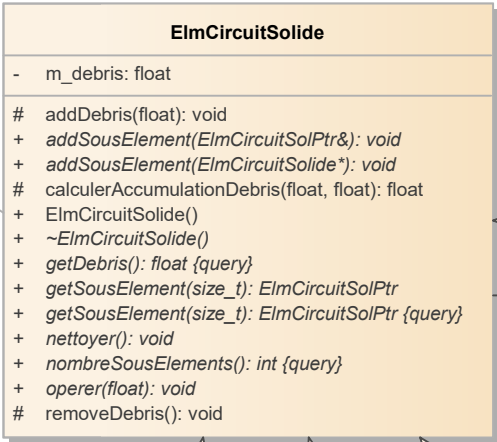 ElmCircuitSolide
- m_debris: float
# addDebris(float): void
+ addSousElement(ElmCircuitSolPtr&): void
+ addSousElement(ElmCircuitSolide*): void
# calculerAccumulationDebris(float, float): float
+ ElmCircuitSolide()
+ ~ElmCircuitSolide()
+ getDebris(): float {query}
+ getSousElement(size_t): ElmCircuitSolPtr
+ getSousElement(size_t): ElmCircuitSolPtr {query}
+ nettoyer(): void
+ nombreSousElements(): int {query}
+ operer(float): void
# removeDebris(): void